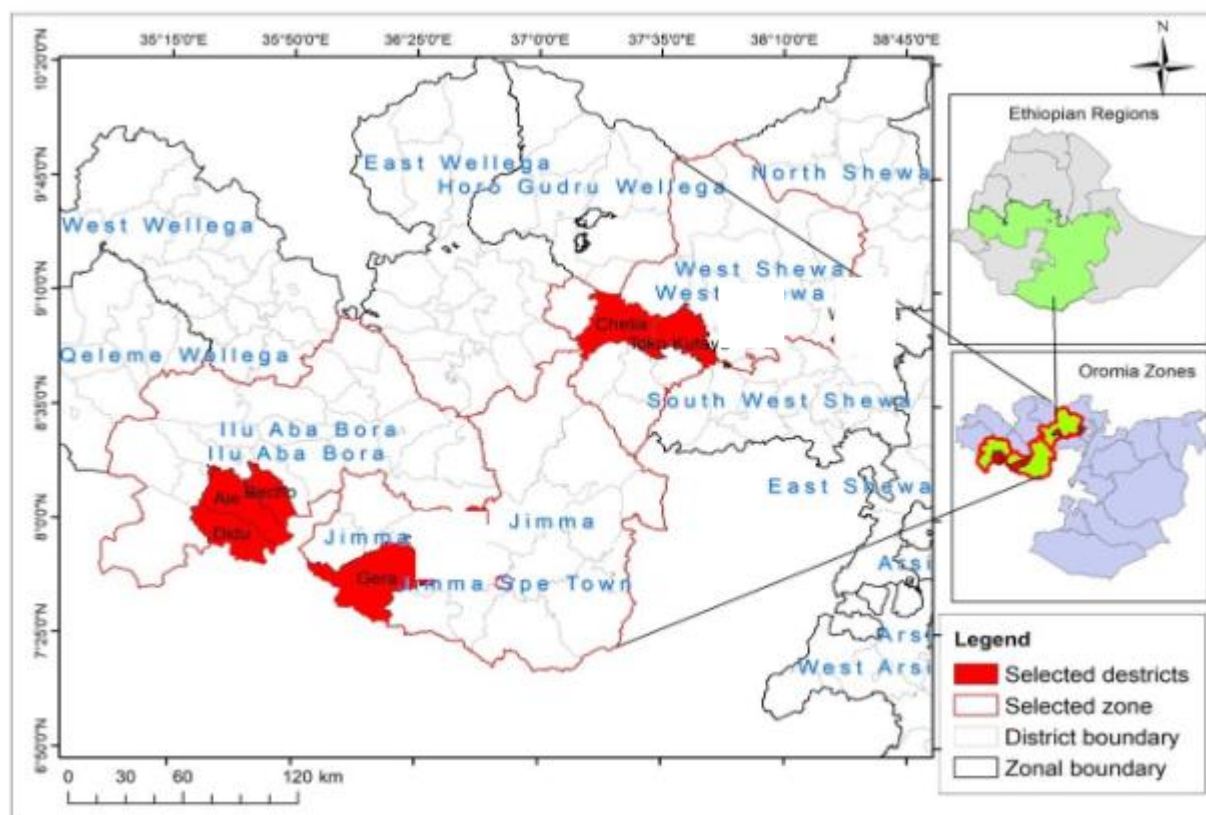 35°15'0"E 35°50'0"E 36°25'0"E 37°0'0"E 37°35'0"E 38°10'0"E 38°45'0"E
N
10°20'0"N
9°45'0"N
9°10'0"N
8°35'0"N
8°0'0"N
7°25'0"N
6°50'0"N
East Wellega
Horo Gudru Wellega
North Shewa
West Wellega
West Shewa
West Shewa
Chelia
Qeleme Wellega
South West Shewa
Ilu Aba Bora
Ilu Aba Bora
East Shewa
Ale
Didu
Jimma
Jimma
Gera
Jimma Spe Town
Arsi
Arsi
West Arsi
0 30 60 120 km
Ethiopian Regions
Oromia Zones
Legend
Selected destricts
Selected zone
District boundary
Zonal boundary